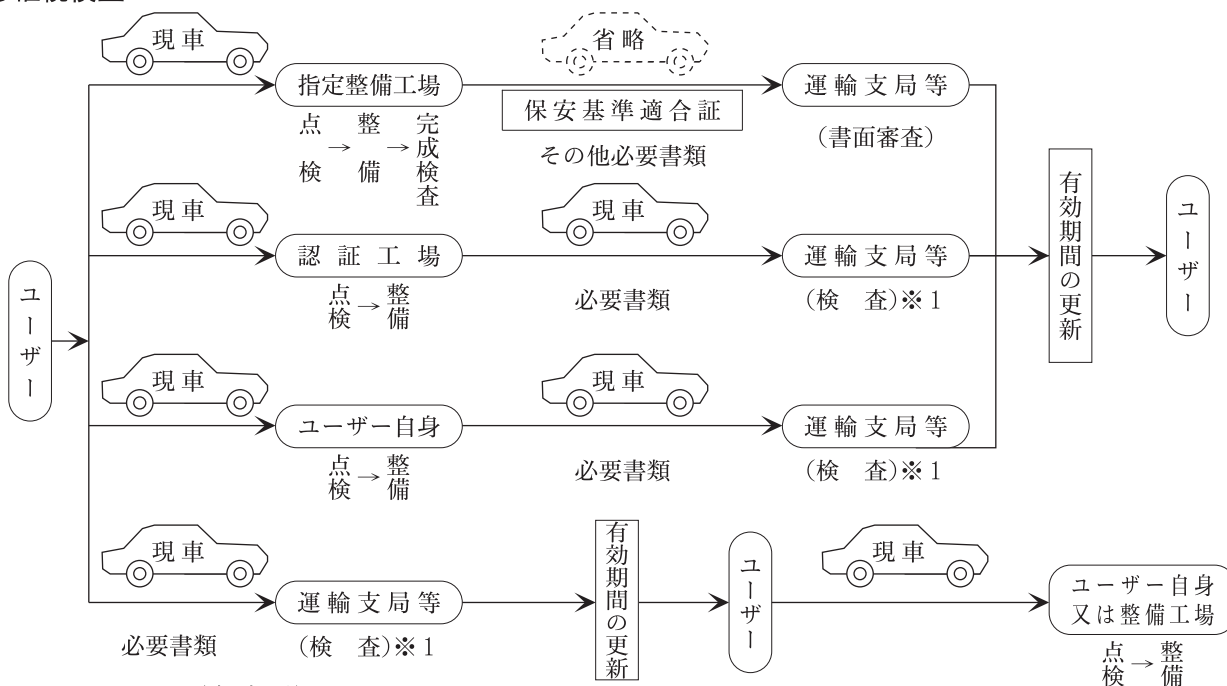 現車
省略
指定整備工場
運輸支局等
保安基準適合証
点検→整備→完成検査
その他必要書類
(書面審査)
現車
現車
認証工場
運輸支局等
点検→整備
必要書類
(検 査)※1
有効期間の更新
ユーザー
ユーザー
現車
現車
ユーザー自身
運輸支局等
点検→整備
必要書類
(検 査)※1
現車
運輸支局等
必要書類
(検 査)※1
有効期間の更新
ユーザー
現車
ユーザー自身
又は整備工場
点検→整備